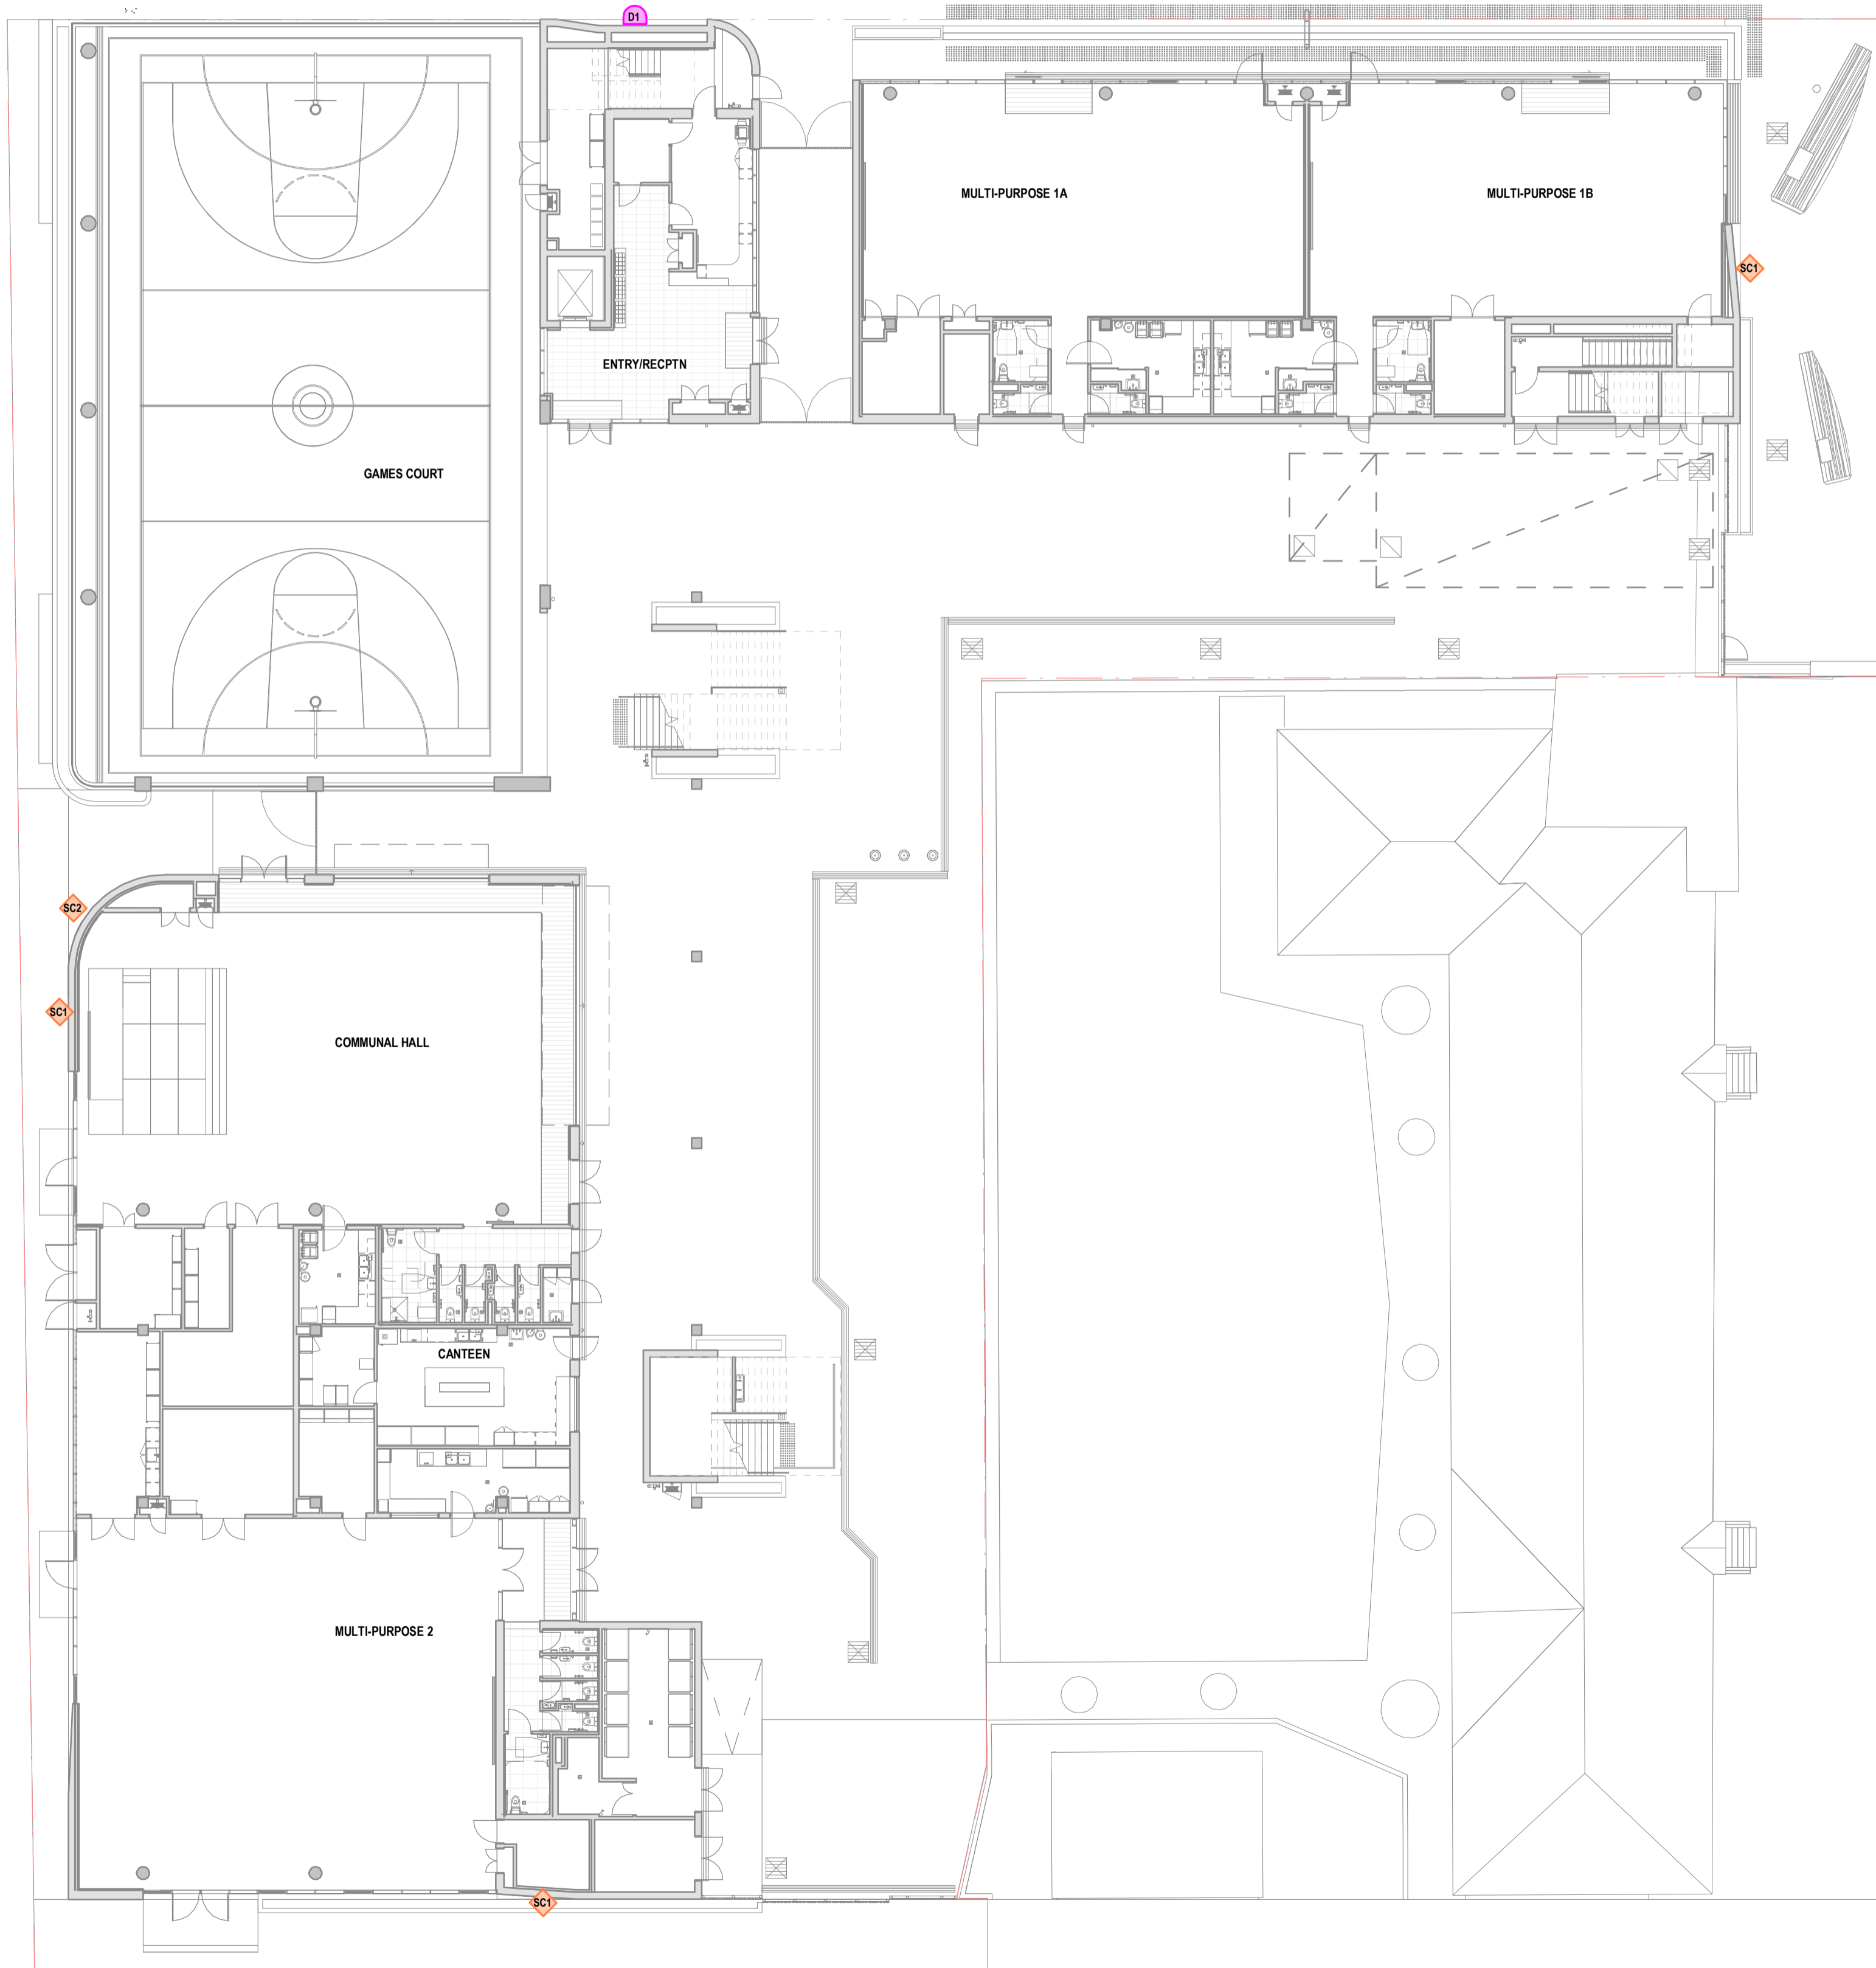 D1
MULTI-PURPOSE 1A
MULTI-PURPOSE 1B
SC1
ENTRY/RECPTN
GAMES COURT
SC2
SC1
COMMUNAL HALL
CANTEEN
MULTI-PURPOSE 2
SC1